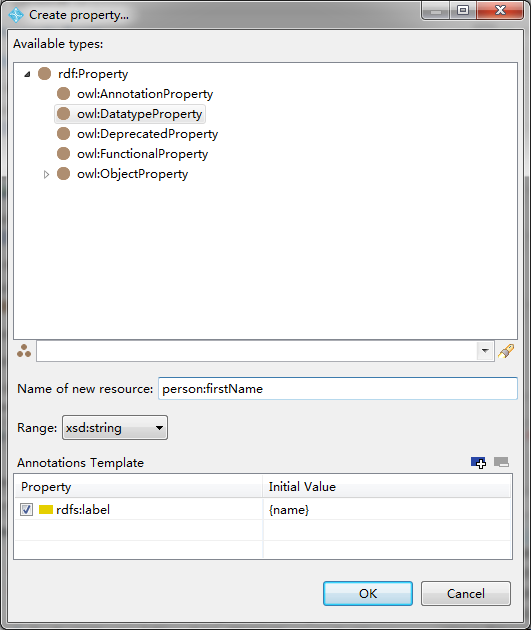 Create property...
Available types:
rdf:Property
owl:AnnotationProperty
owl:DatatypeProperty
owl:DeprecatedProperty
owl:FunctionalProperty
owl:ObjectProperty
Name of new resource: person:firstName
Range: xsd:string
Annotations Template
Property Initial Value
rdfs:label {name}
OK Cancel